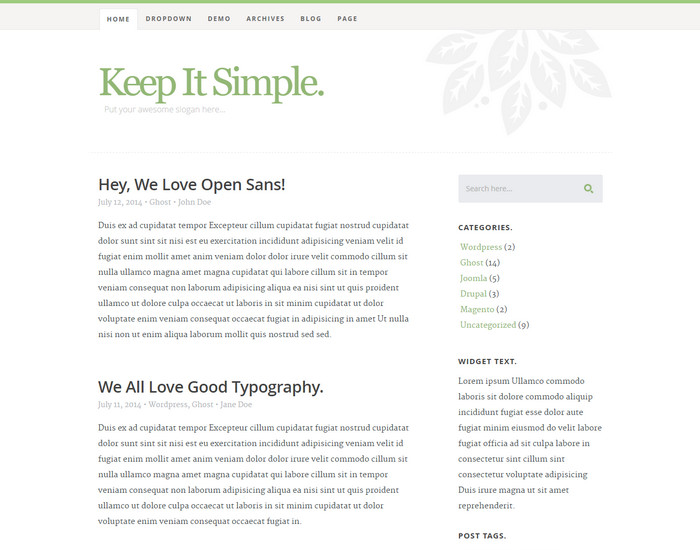 HOME DROPDOWN DEMO ARCHIVES BLOG PAGE
Keep It Simple.
Put your awesome slogan here...
Hey, We Love Open Sans!
July 12, 2014 • Ghost • John Doe
Duis ex ad cupidatat tempor Excepteur cillum cupidatat fugiat nostrud cupidatat
dolor sunt sint sit nisi est eu exercitation incididunt adipisicing veniam velit id
fugiat enim mollit amet anim veniam dolor dolor irure velit commodo cillum sit
nulla ullamco magna amet magna cupidatat qui labore cillum sit in tempor
veniam consequat non laborum adipisicing aliqua ea nisi sint ut quis proident
ullamco ut dolore culpa occaecat ut laboris in sit minim cupidatat ut dolor
voluptate enim veniam consequat occaecat fugiat in adipisicing in amet Ut nulla
nisi non ut enim aliqua laborum mollit quis nostrud sed sed.
We All Love Good Typography.
July 11, 2014 • Wordpress, Ghost • Jane Doe
Duis ex ad cupidatat tempor Excepteur cillum cupidatat fugiat nostrud cupidatat
dolor sunt sint sit nisi est eu exercitation incididunt adipisicing veniam velit id
fugiat enim mollit amet anim veniam dolor dolor irure velit commodo cillum sit
nulla ullamco magna amet magna cupidatat qui labore cillum sit in tempor
veniam consequat non laborum adipisicing aliqua ea nisi sint ut quis proident
ullamco ut dolore culpa occaecat ut laboris in sit minim cupidatat ut dolor
voluptate enim veniam consequat occaecat fugiat in.
Search here...
CATEGORIES.
Wordpress (2)
Ghost (14)
Joomla (5)
Drupal (3)
Magento (2)
Uncategorized (9)
WIDGET TEXT.
Lorem ipsum Ullamco commodo
laboris sit dolore commodo aliquip
incididunt fugiat esse dolor aute
fugiat minim eiusmod do velit labore
fugiat officia ad sit culpa labore in
consectetur sint cillum sint
consectetur voluptate adipisicing
Duis irure magna ut sit amet
reprehenderit.
POST TAGS.